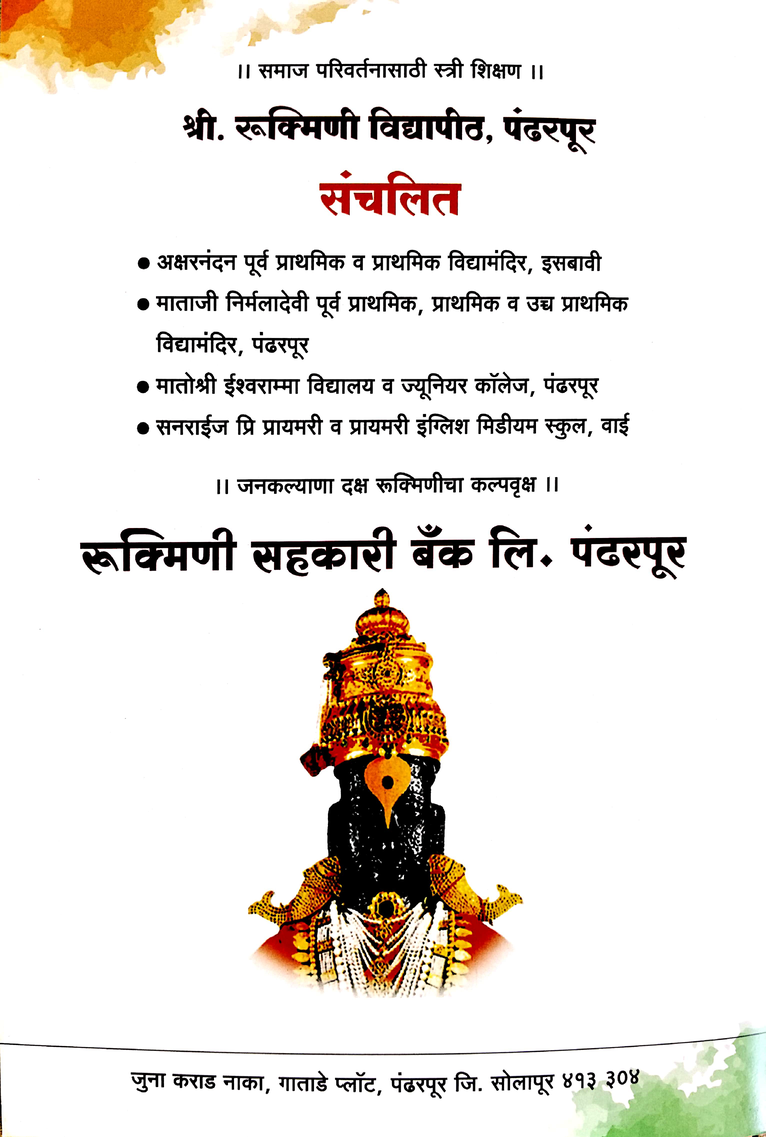 ।। समाज परिवर्तनासाठी स्त्री शिक्षण ।।
श्री. रूक्मिणी विद्यापीठ, पंढरपूर
संचलित
● अक्षरनंदन पूर्व प्राथमिक व प्राथमिक विद्यामंदिर, इसबावी
● माताजी निर्मलादेवी पूर्व प्राथमिक, प्राथमिक व उच्च प्राथमिक
विद्यामंदिर, पंढरपूर
● मातोश्री ईश्वराम्मा विद्यालय व ज्यूनियर कॉलेज, पंढरपूर
● सनराईज प्रि प्रायमरी व प्रायमरी इंग्लिश मिडीयम स्कुल, वाई
।। जनकल्याणा दक्ष रूक्मिणीचा कल्पवृक्ष ।।
रूक्मिणी सहकारी बँक लि. पंढरपूर
जुना कराड नाका, गाताडे प्लॉट, पंढरपूर जि. सोलापूर ४१३ ३०४